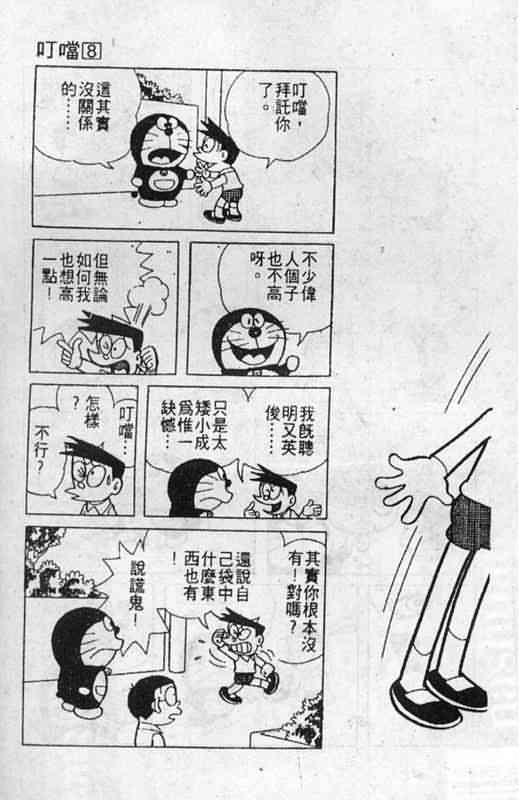 叮噹8
叮噹，
拜託你
了。
這其實
沒關係
的……
不少偉
人個子
也不高
呀。
但無論
如何我
也想高
一點！
我旣聰
明又英
俊……
只是太
矮小成
爲惟一
缺憾…
叮噹…
怎樣
？
不行？
其實你根本沒
有！對嗎？
還說自
己袋中
什麼東
西也有
！
說謊鬼！